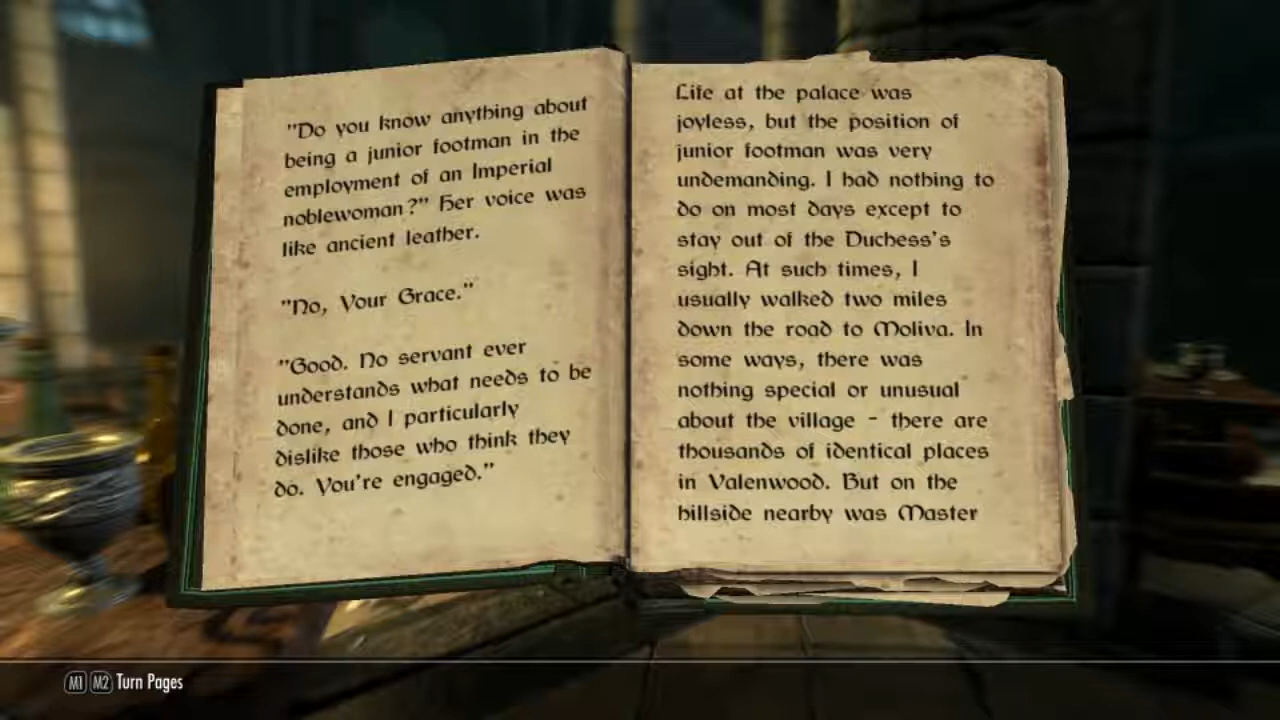 "Do you know anything about
being a junior footman in the
employment of an Imperial
noblewoman?" Her voice was
like ancient leather.
"No, Your Grace."
"Good. No servant ever
understands what needs to be
done, and I particularly
dislike those who think they
do. You're engaged."
Life at the palace was
joyless, but the position of
junior footman was very
undemanding. I had nothing to
do on most days except to
stay out of the Duchess's
sight. At such times, I
usually walked two miles
down the road to Moliva. In
some ways, there was
nothing special or unusual
about the village - there are
thousands of identical places
in Valenwood. But on the
hillside nearby was Master
M1 M2 Turn Pages